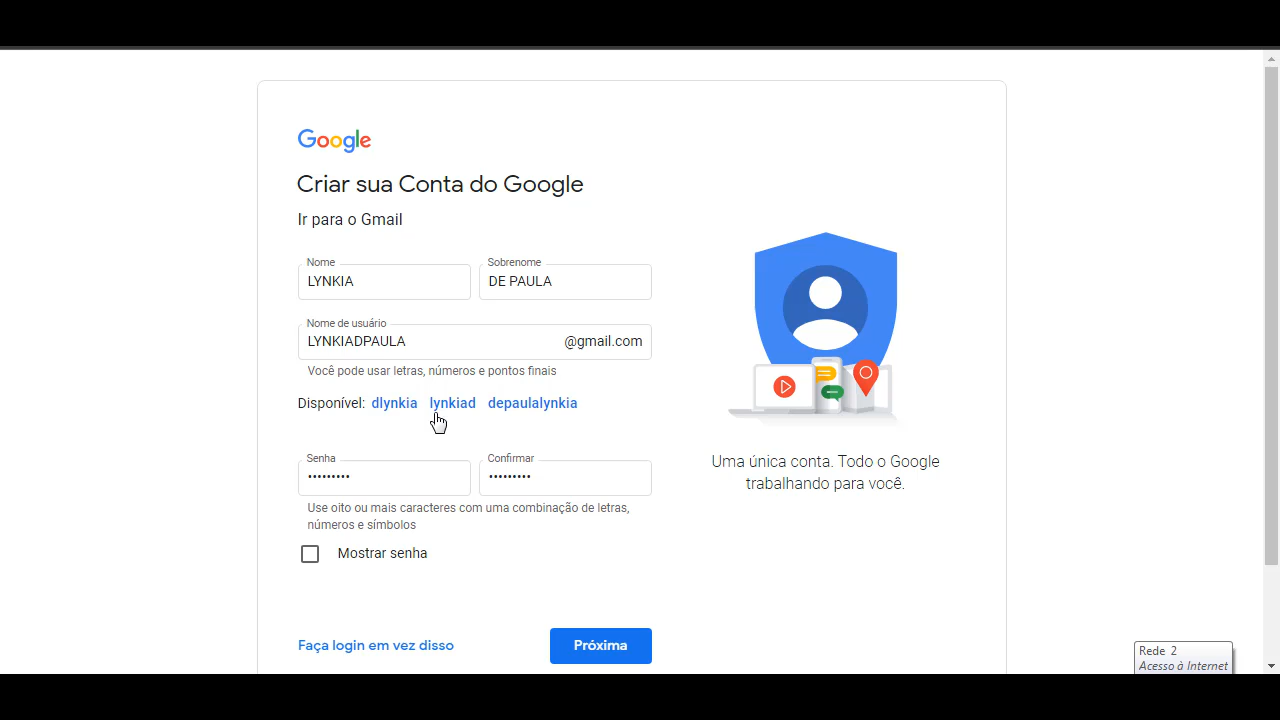 Google
Criar sua Conta do Google
Ir para o Gmail
Nome
Sobrenome
LYNKIA
DE PAULA
Nome de usuário
LYNKIADPAULA @gmail.com
Você pode usar letras, números e pontos finais
Disponível: dlynkia lynkiad depaulalynkia
Senha
Confirmar
•••••••••
•••••••••
Use oito ou mais caracteres com uma combinação de letras,
números e símbolos
Mostrar senha
Faça login em vez disso
Próxima
Uma única conta. Todo o Google
trabalhando para você.
Rede 2
Acesso à Internet